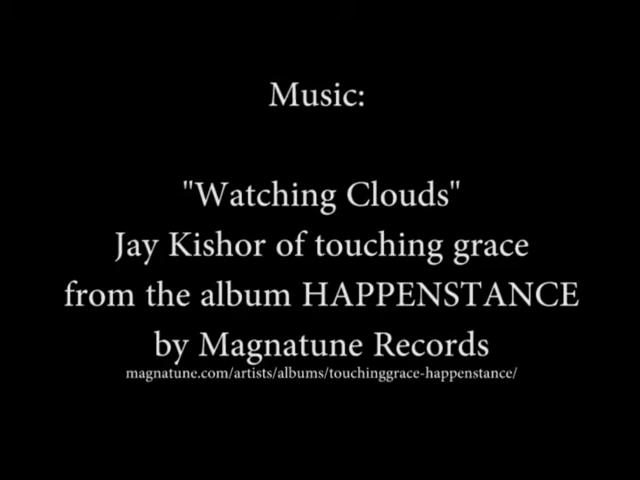 Music:
"Watching Clouds"
Jay Kishor of touching grace
from the album HAPPENSTANCE
by Magnatune Records
magnatune.com/artists/albums/touchinggrace-happenstance/